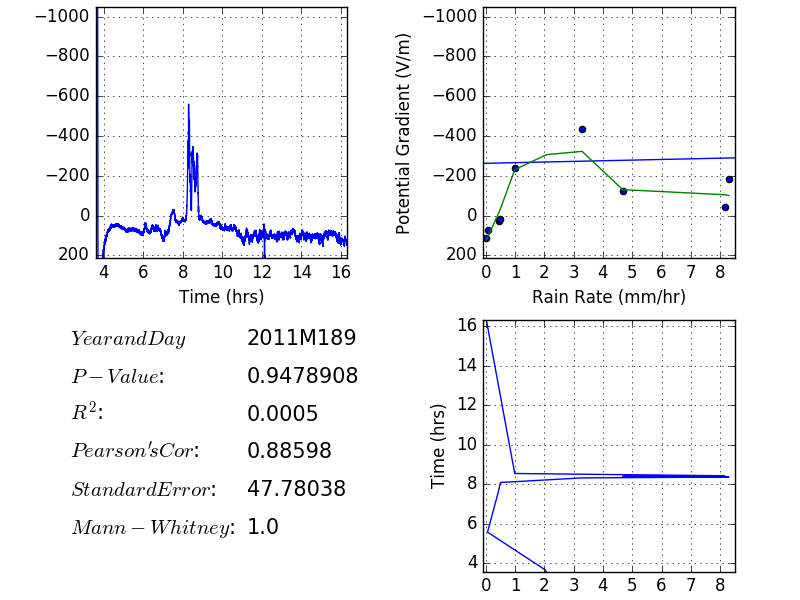 −1000
−800
−600
−400
−200
0
200
4 6 8 10 12 14 16
Time (hrs)
Potential Gradient (V/m)
−1000
−800
−600
−400
−200
0
200
0 1 2 3 4 5 6 7 8
Rain Rate (mm/hr)
YearandDay 2011M189
P−Value: 0.9478908
R²: 0.0005
Pearson'sCor: 0.88598
StandardError: 47.78038
Mann−Whitney: 1.0
Time (hrs)
16
14
12
10
8
6
4
0 1 2 3 4 5 6 7 8